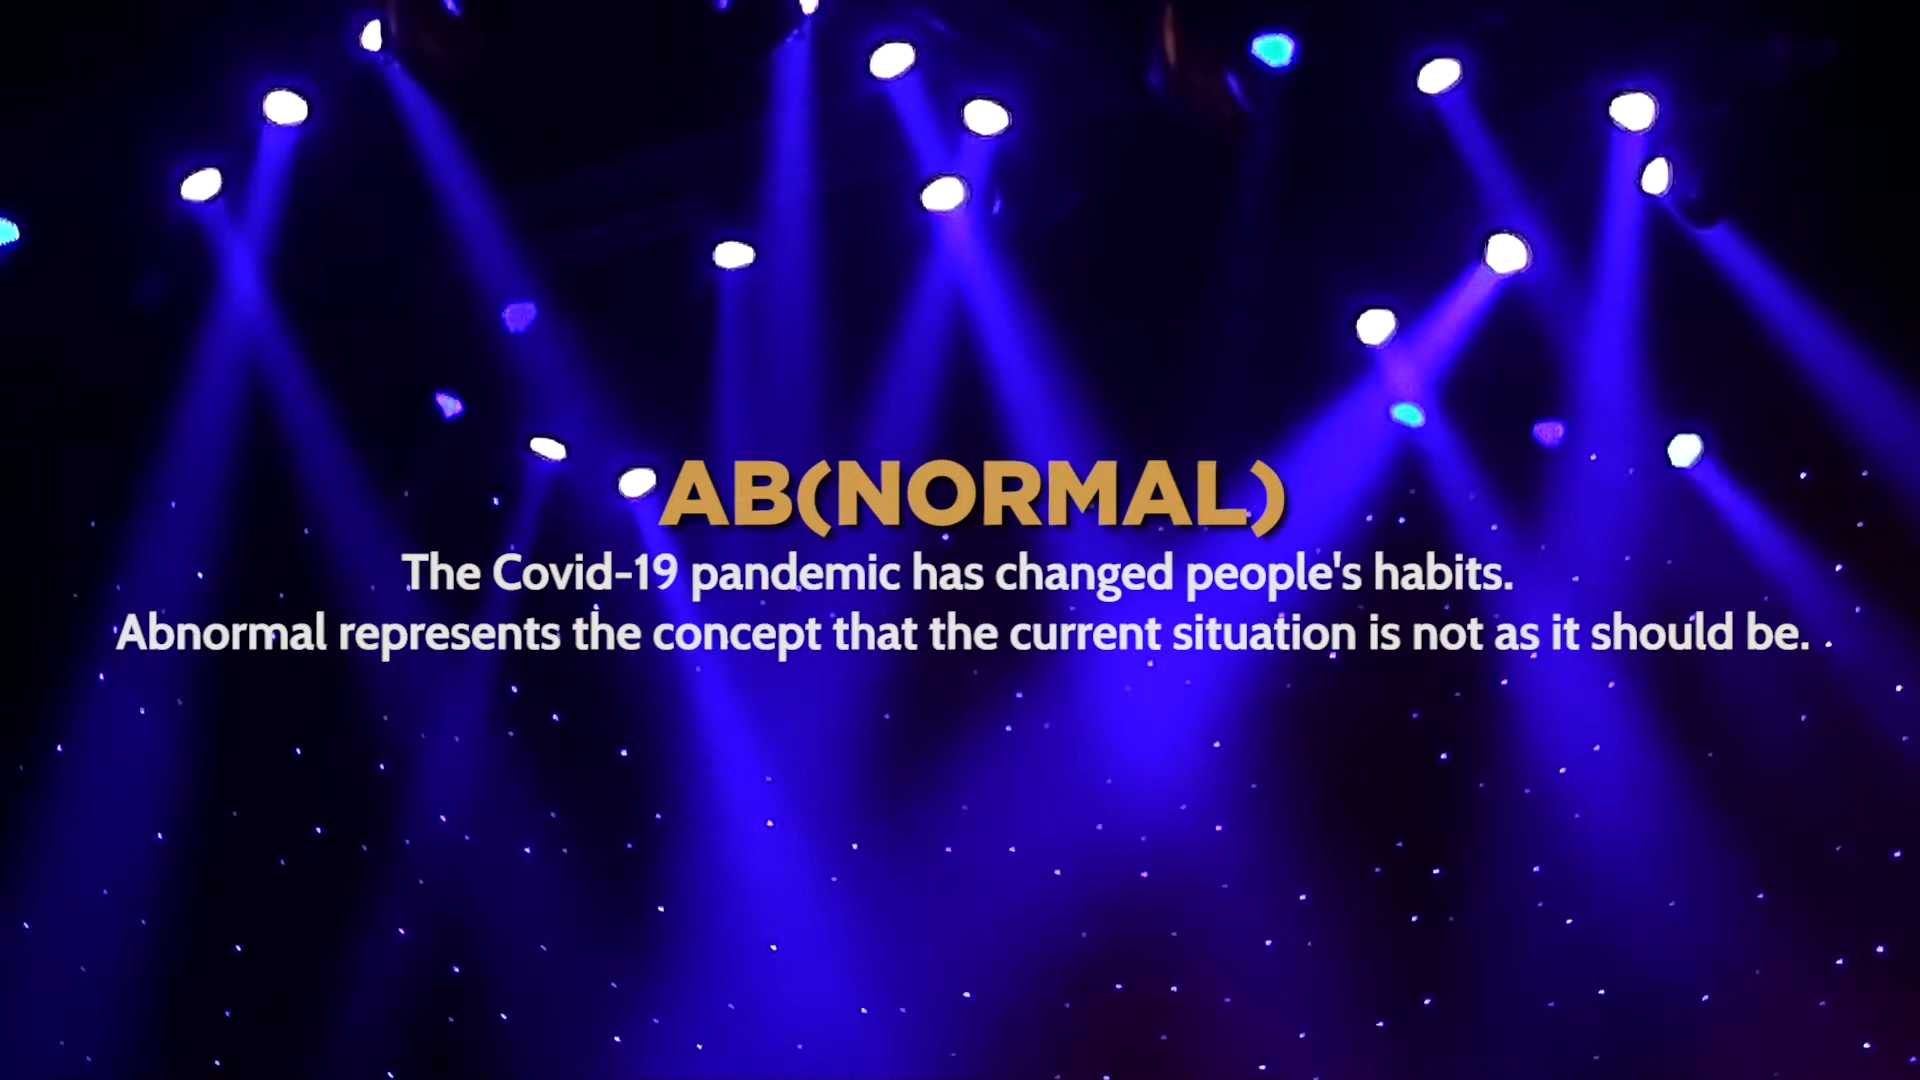 AB(NORMAL)
The Covid-19 pandemic has changed people's habits.
Abnormal represents the concept that the current situation is not as it should be.